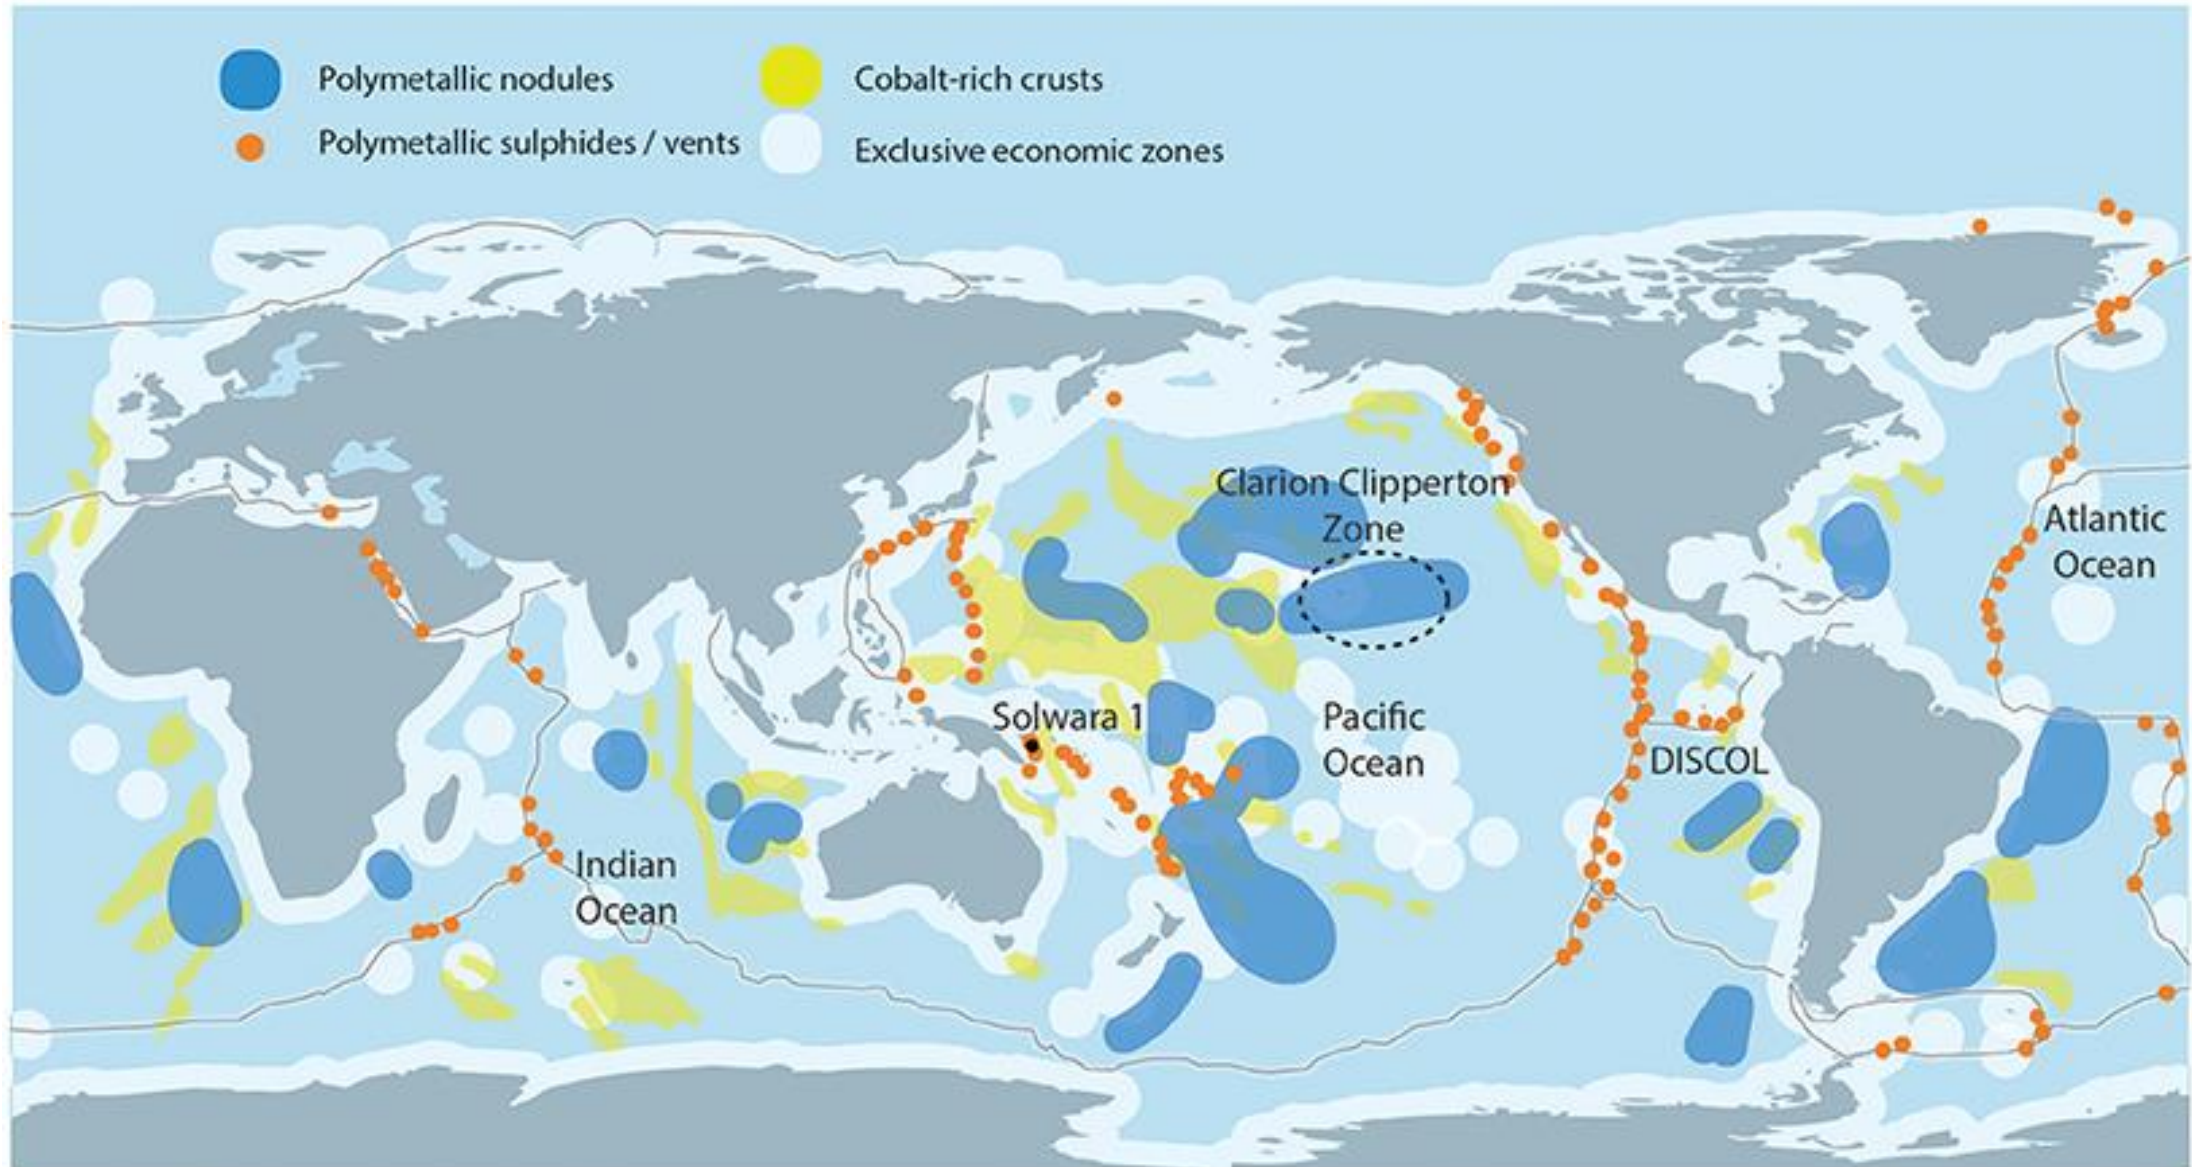 Polymetallic nodules
Cobalt-rich crusts
Polymetallic sulphides / vents
Exclusive economic zones
Clarion Clipperton
Zone
Atlantic
Ocean
Solwara 1
Pacific
Ocean
DISCOL
Indian
Ocean